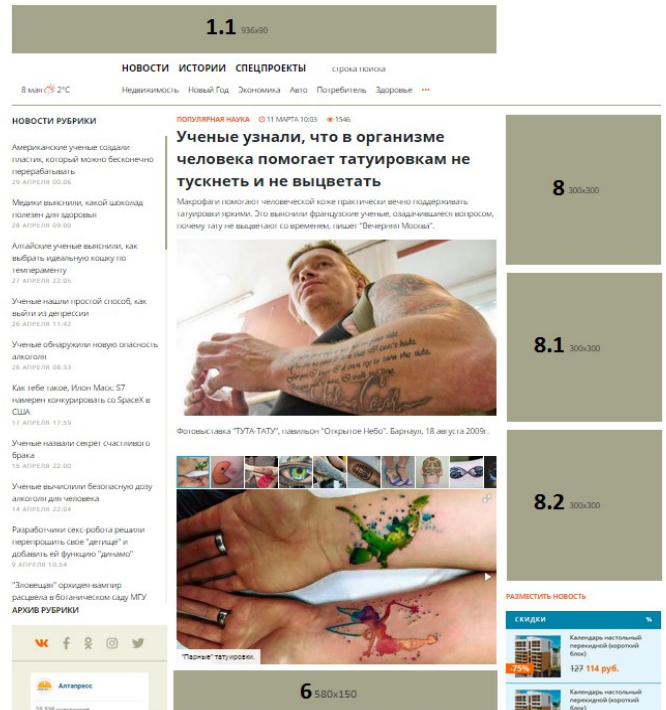 1.1 936x90
НОВОСТИ ИСТОРИИ СПЕЦПРОЕКТЫ строка поиска
8 мая 2°C
Недвижимость Новый Год Экономика Авто Потребитель Здоровье ...
НОВОСТИ РУБРИКИ
Американские ученые создали
пластик, который можно бесконечно
перерабатывать
29 АПРЕЛЯ 00:06
Медики выяснили, какой шоколад
полезен для здоровья
28 АПРЕЛЯ 09:00
Алтайские ученые выяснили, как
выбрать идеальную кошку по
темпераменту
27 АПРЕЛЯ 22:05
Ученые нашли простой способ, как
выйти из депрессии
26 АПРЕЛЯ 11:42
Ученые обнаружили новую опасность
алкоголя
26 АПРЕЛЯ 08:33
Как тебе такое, Илон Маск: S7
намерен конкурировать со SpaceX в
США
17 АПРЕЛЯ 17:59
Ученые назвали секрет счастливого
брака
15 АПРЕЛЯ 22:00
Ученые вычислили безопасную дозу
алкоголя для человека
14 АПРЕЛЯ 22:04
Разработчики секс-робота решили
перепрошить свое "детище" и
добавить ей функцию "динамо"
9 АПРЕЛЯ 10:54
"Зловещая" орхидея-вампир
расцвела в ботаническом саду МГУ
АРХИВ РУБРИКИ
Алтапресс
ПОПУЛЯРНАЯ НАУКА 11 МАРТА 10:03 1546
Ученые узнали, что в организме
человека помогает татуировкам не
тускнеть и не выцветать
Макрофаги помогают человеческой коже практически вечно поддерживать
татуировки яркими. Это выяснили французские ученые, озадачившиеся вопросом,
почему тату не выцветают со временем, пишет "Вечерняя Москва".
Фотовыставка "ТУТА-ТАТУ", павильон "Открытое Небо". Барнаул, 18 августа 2009г.
"Парные" татуировки.
6 580x150
8 300x300
8.1 300x300
8.2 300x300
РАЗМЕСТИТЬ НОВОСТЬ
СКИДКИ %
Календарь настольный
перекидной (короткий
блок)
-75% 127 114 руб.
Календарь настольный
перекидной (короткий
блок)